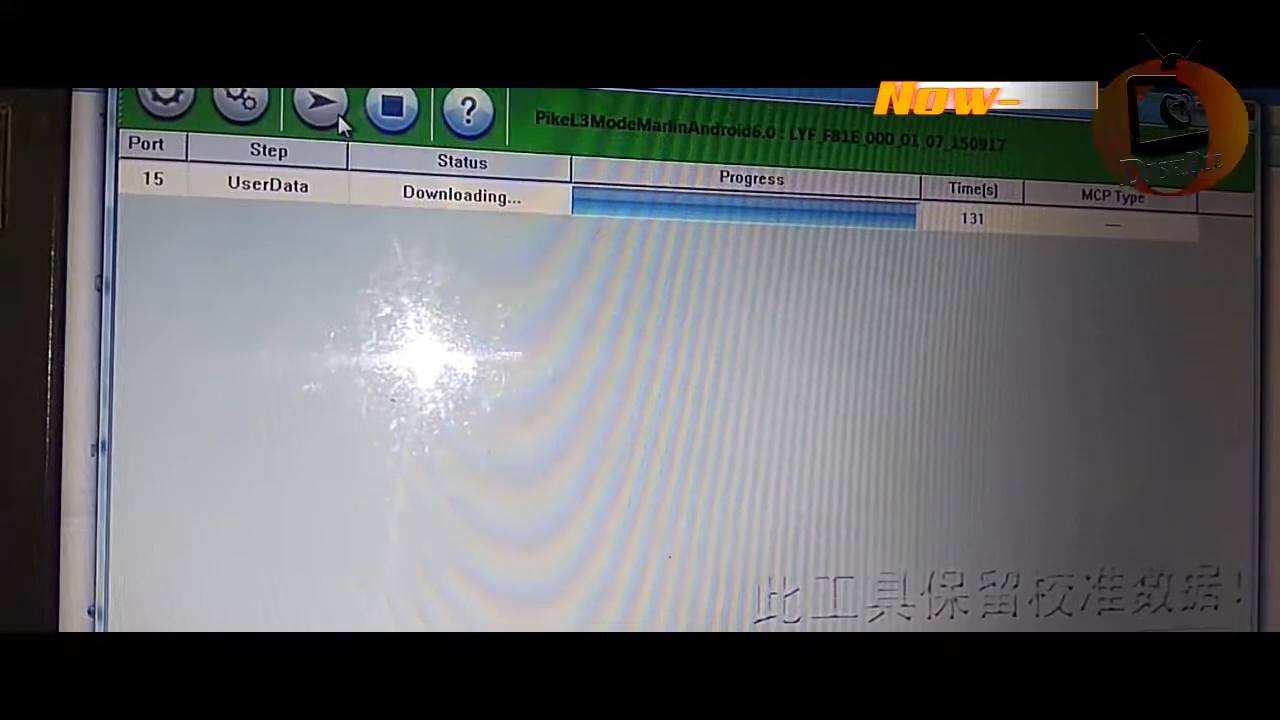 Now-
PikeL3ModeMarlinAndroid6.0 : LYF_F81E_000_01_07_150917
Port Step Status Progress Time(s) MCP Type
15 UserData Downloading... 131 —
此工具保留校准数据!